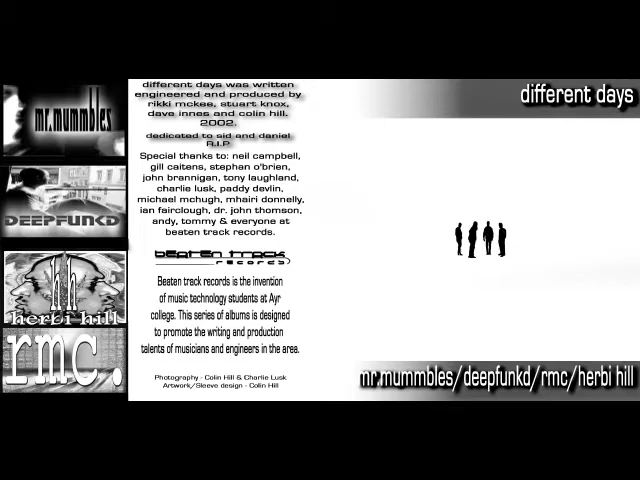 mr.mummbles
DEEPFUNKD
hh
herbi hill
rmc.
different days was written
engineered and produced by
rikki mckee, stuart knox,
dave innes and colin hill.
2002.
dedicated to sid and daniel
R.I.P
Special thanks to: neil campbell,
gill caitens, stephan o'brien,
john brannigan, tony laughland,
charlie lusk, paddy devlin,
michael mchugh, mhairi donnelly,
ian fairclough, dr. john thomson,
andy, tommy & everyone at
beaten track records.
beaten track
records
Beaten track records is the invention
of music technology students at Ayr
college. This series of albums is designed
to promote the writing and production
talents of musicians and engineers in the area.
Photography - Colin Hill & Charlie Lusk
Artwork/Sleeve design - Colin Hill
different days
mr.mummbles/deepfunkd/rmc/herbi hill